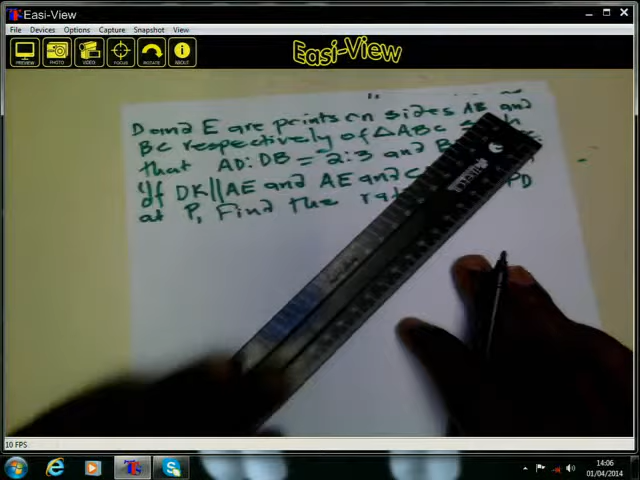 Easi-View
File Devices Options Capture Snapshot View
PREVIEW PHOTO VIDEO FOCUS ROTATE ABOUT
Easi-View
D and E are points on sides AB and
BC respectively of △ABC
that AD:DB = 2:3 and
If DK||AE and AE and
at P, Find the PD
10 FPS
14:06
01/04/2014